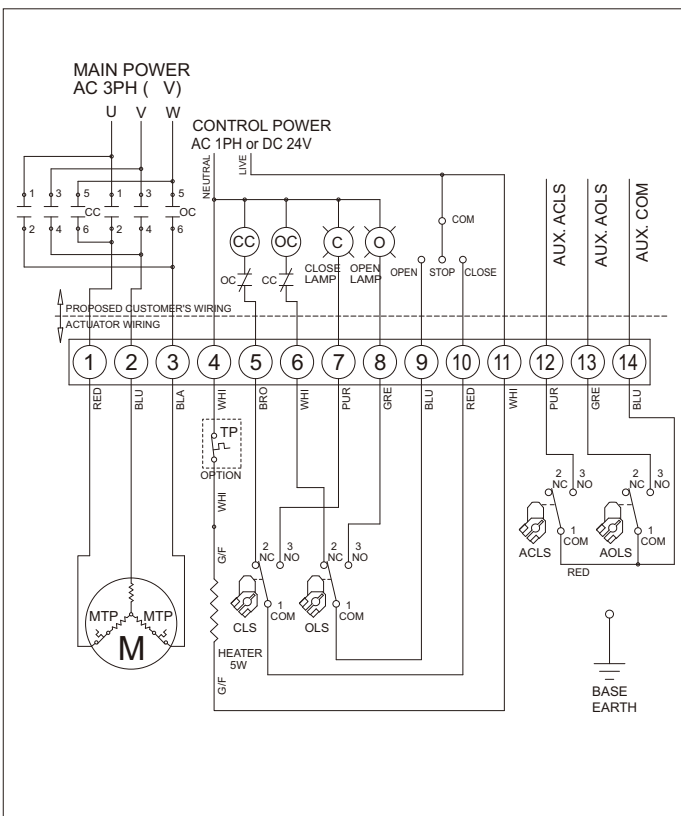 MAIN POWER
AC 3PH ( V)
U V W
CONTROL POWER
AC 1PH or DC 24V
NEUTRAL LIVE
1 3 5 CC 1 3 5 OC
2 4 6 2 4 6
CC OC C O
OC CC CLOSE LAMP OPEN LAMP
COM
OPEN STOP CLOSE
AUX. ACLS AUX. AOLS AUX. COM
PROPOSED CUSTOMER'S WIRING
ACTUATOR WIRING
1 2 3 4 5 6 7 8 9 10 11 12 13 14
RED BLU BLA WHI BRO WHI PUR GRE BLU RED WHI PUR GRE BLU
TP
OPTION
WHI
G/F
HEATER
5W
G/F
MTP MTP
M
2 NC 3 NO
1 COM
CLS
2 NC 3 NO
1 COM
OLS
2 NC 3 NO
1 COM
ACLS
2 NC 3 NO
1 COM
AOLS
RED
BASE
EARTH